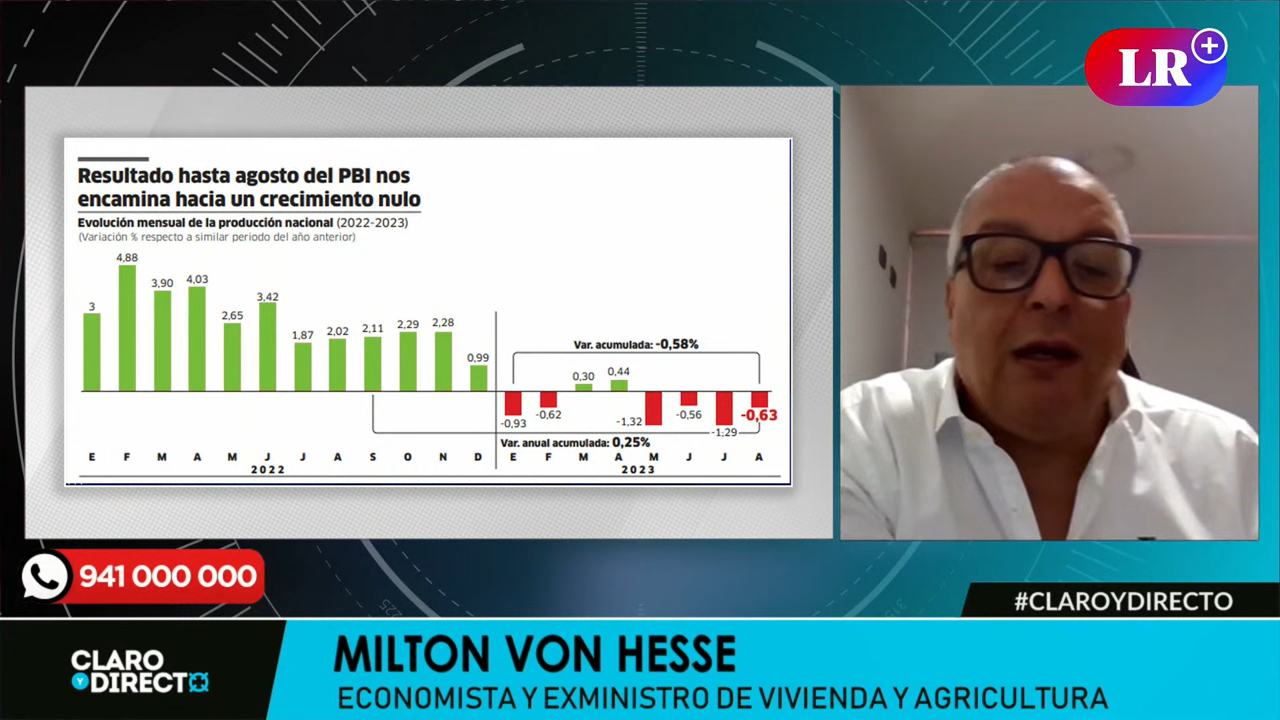 LR+
Resultado hasta agosto del PBI nos
encamina hacia un crecimiento nulo
Evolución mensual de la producción nacional (2022-2023)
(Variación % respecto a similar periodo del año anterior)
3 4,88 3,90 4,03 2,65 3,42 1,87 2,02 2,11 2,29 2,28 0,99
Var. acumulada: -0,58%
-0,93 -0,62 0,30 0,44 -1,32 -0,56 -1,29 -0,63
Var. anual acumulada: 0,25%
E F M A M J J A S O N D E F M A M J J A
2022 2023
941 000 000
#CLAROYDIRECTO
CLARO
Y DIRECTO
MILTON VON HESSE
ECONOMISTA Y EXMINISTRO DE VIVIENDA Y AGRICULTURA